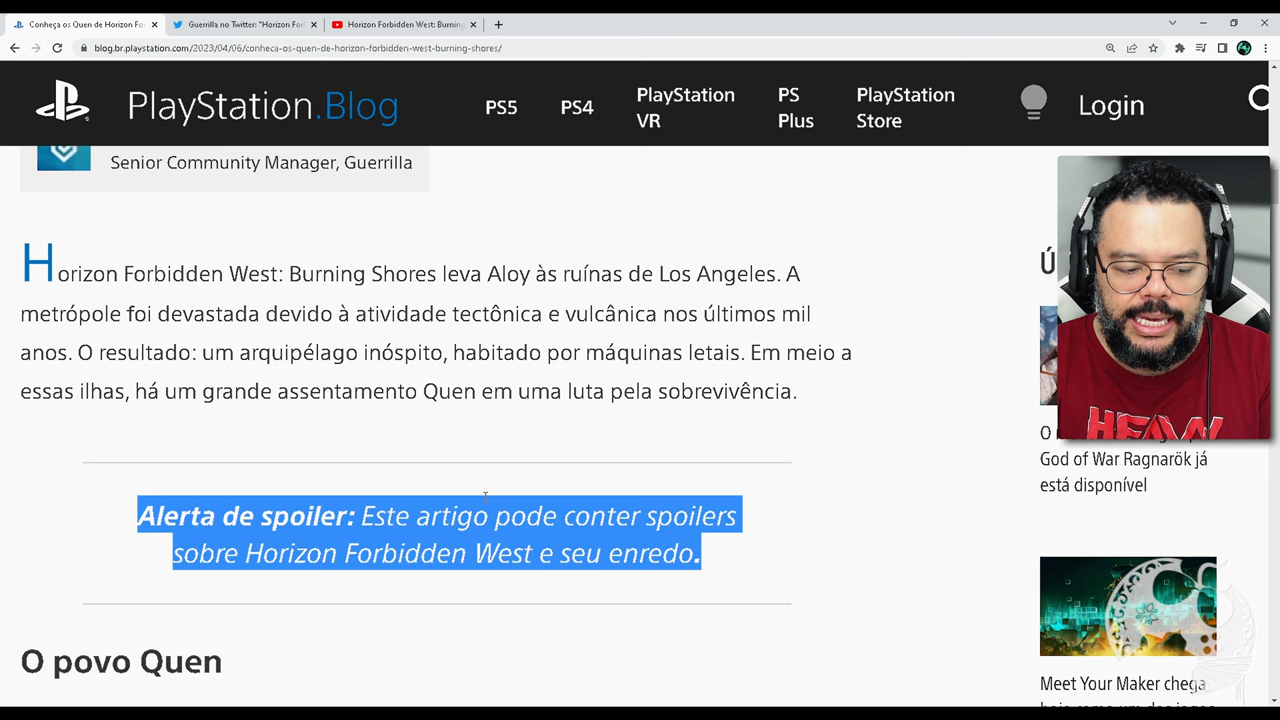 Conheça os Quen de Horizon For
Guerrilla no Twitter: "Horizon For
Horizon Forbidden West: Burning
blog.br.playstation.com/2023/04/06/conheca-os-quen-de-horizon-forbidden-west-burning-shores/
PlayStation.Blog
PS5
PS4
PlayStation
VR
PS
Plus
PlayStation
Store
Login
Senior Community Manager, Guerrilla
Horizon Forbidden West: Burning Shores leva Aloy às ruínas de Los Angeles. A
metrópole foi devastada devido à atividade tectônica e vulcânica nos últimos mil
anos. O resultado: um arquipélago inóspito, habitado por máquinas letais. Em meio a
essas ilhas, há um grande assentamento Quen em uma luta pela sobrevivência.
Alerta de spoiler: Este artigo pode conter spoilers
sobre Horizon Forbidden West e seu enredo.
O povo Quen
HEAVY
God of War Ragnarök já
está disponível
Meet Your Maker chega